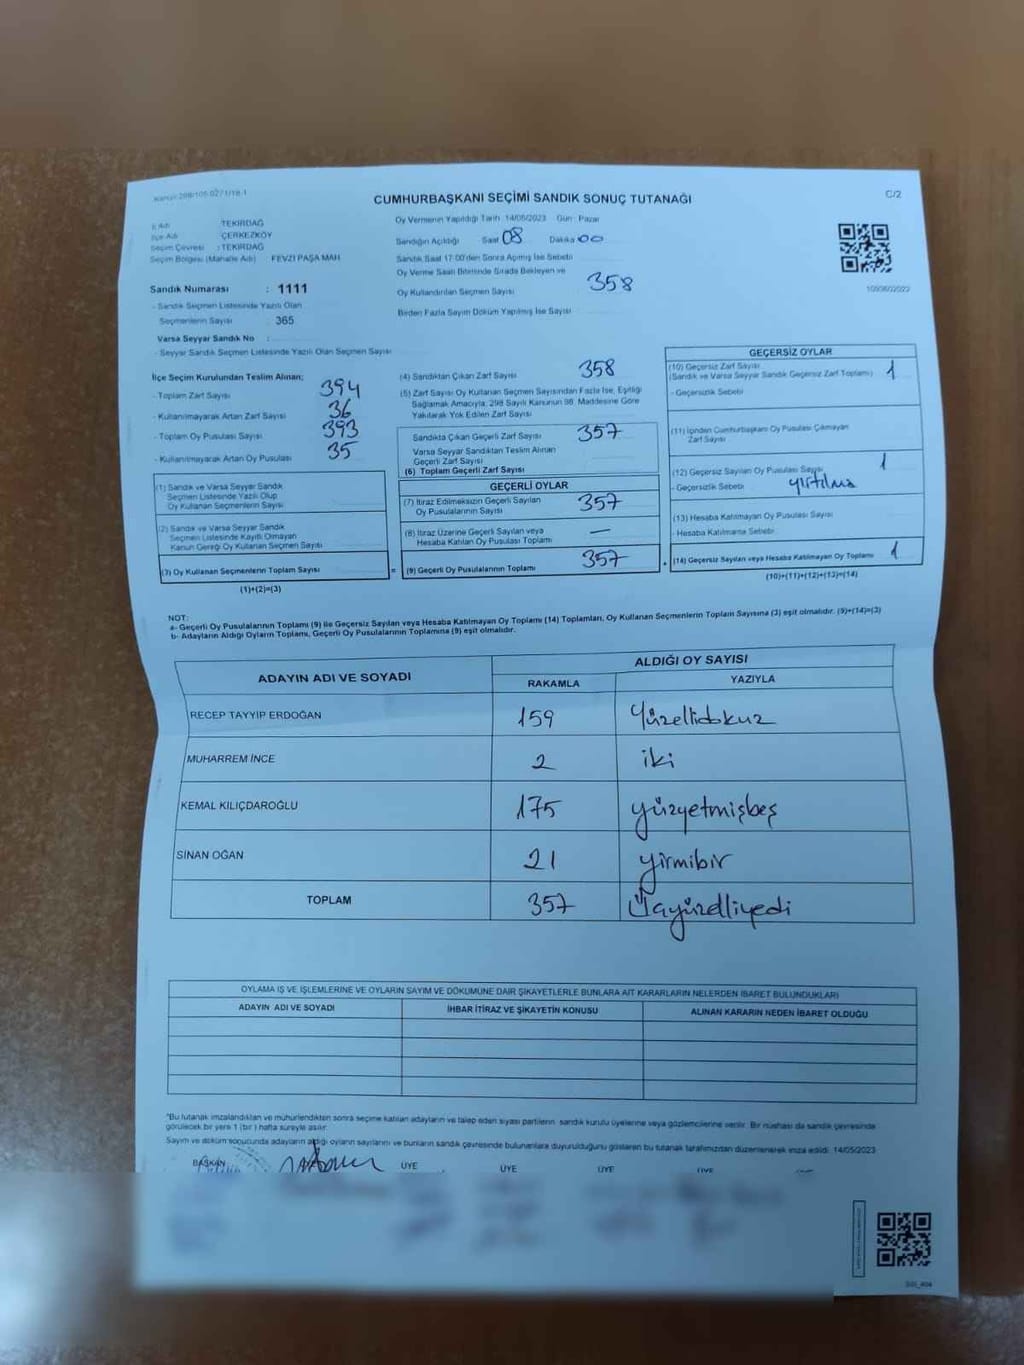 CUMHURBAŞKANI SEÇİMİ SANDIK SONUÇ TUTANAĞI
C/2
İl Adı : TEKİRDAĞ
İlçe Adı : ÇERKEZKÖY
Seçim Çevresi : TEKİRDAĞ
Seçim Bölgesi (Mahalle Adı) : FEVZİ PAŞA MAH
Sandık Numarası : 1111
- Sandık Seçmen Listesinde Yazılı Olan
Seçmenlerin Sayısı : 365
Varsa Seyyar Sandık No :
- Seyyar Sandık Seçmen Listesinde Yazılı Olan Seçmen Sayısı
Oy Vermenin Yapıldığı Tarih 14/05/2023 Gün : Pazar
Sandığın Açıldığı Saat 08 Dakika 00
Sandık Saat 17:00'den Sonra Açılmış İse Sebebi
Oy Verme Saati Bitiminde Sırada Bekleyen ve
Oy Kullandırılan Seçmen Sayısı 358
Birden Fazla Sayım Döküm Yapılmış İse Sayısı
1090602022
İlçe Seçim Kurulundan Teslim Alınan;
- Toplam Zarf Sayısı 394
- Kullanılmayarak Artan Zarf Sayısı 36
- Toplam Oy Pusulası Sayısı 393
- Kullanılmayarak Artan Oy Pusulası 35
(1) Sandık ve Varsa Seyyar Sandık
Seçmen Listesinde Yazılı Olup
Oy Kullanan Seçmenlerin Sayısı
(2) Sandık ve Varsa Seyyar Sandık
Seçmen Listesinde Kayıtlı Olmayan
Kanun Gereği Oy Kullanan Seçmen Sayısı
(3) Oy Kullanan Seçmenlerin Toplam Sayısı
(1)+(2)=(3)
=
(4) Sandıktan Çıkan Zarf Sayısı 358
(5) Zarf Sayısı Oy Kullanan Seçmen Sayısından Fazla İse, Eşitliği
Sağlamak Amacıyla; 298 Sayılı Kanunun 98. Maddesine Göre
Yakılarak Yok Edilen Zarf Sayısı
Sandıkta Çıkan Geçerli Zarf Sayısı 357
Varsa Seyyar Sandıktan Teslim Alınan
Geçerli Zarf Sayısı
(6) Toplam Geçerli Zarf Sayısı
GEÇERLİ OYLAR
(7) İtiraz Edilmeksizin Geçerli Sayılan
Oy Pusulalarının Sayısı 357
(8) İtiraz Üzerine Geçerli Sayılan veya
Hesaba Katılan Oy Pusulası Toplamı —
(9) Geçerli Oy Pusulalarının Toplamı 357
GEÇERSİZ OYLAR
(10) Geçersiz Zarf Sayısı
(Sandık ve Varsa Seyyar Sandık Geçersiz Zarf Toplamı) 1
- Geçersizlik Sebebi
(11) İçinden Cumhurbaşkanı Oy Pusulası Çıkmayan
Zarf Sayısı
(12) Geçersiz Sayılan Oy Pusulası Sayısı 1
- Geçersizlik Sebebi yırtılma
(13) Hesaba Katılmayan Oy Pusulası Sayısı
- Hesaba Katılmama Sebebi
(14) Geçersiz Sayılan veya Hesaba Katılmayan Oy Toplamı 1
(10)+(11)+(12)+(13)=(14)
NOT:
a- Geçerli Oy Pusulalarının Toplamı (9) ile Geçersiz Sayılan veya Hesaba Katılmayan Oy Toplamı (14) Toplamları, Oy Kullanan Seçmenlerin Toplam Sayısına (3) eşit olmalıdır. (9)+(14)=(3)
b- Adayların Aldığı Oyların Toplamı, Geçerli Oy Pusulalarının Toplamına (9) eşit olmalıdır.
ADAYIN ADI VE SOYADI
ALDIĞI OY SAYISI
RAKAMLA YAZIYLA
RECEP TAYYİP ERDOĞAN 159 Yüzellidokuz
MUHARREM İNCE 2 iki
KEMAL KILIÇDAROĞLU 175 yüzyetmişbeş
SİNAN OĞAN 21 yirmibir
TOPLAM 357 Üçyüzelliyedi
OYLAMA İŞ VE İŞLEMLERİNE VE OYLARIN SAYIM VE DÖKÜMÜNE DAİR ŞİKAYETLERLE BUNLARA AİT KARARLARIN NELERDEN İBARET BULUNDUKLARI
ADAYIN ADI VE SOYADI İHBAR İTİRAZ VE ŞİKAYETİN KONUSU ALINAN KARARIN NEDEN İBARET OLDUĞU
*Bu tutanak imzalandıktan ve mühürlendikten sonra seçime katılan adayların ve talep eden siyasi partilerin sandık kurulu üyelerine veya gözlemcilerine verilir. Bir nüshası da sandık çevresinde
görülecek bir yere 1 (bir) hafta süreyle asılır.
Sayım ve döküm sonucunda adayların aldığı oyların sayılarını ve bunların sandık çevresinde bulunanlara duyurulduğunu gösteren bu tutanak tarafımızdan düzenlenerek imza edildi. 14/05/2023
BAŞKAN ÜYE ÜYE ÜYE ÜYE